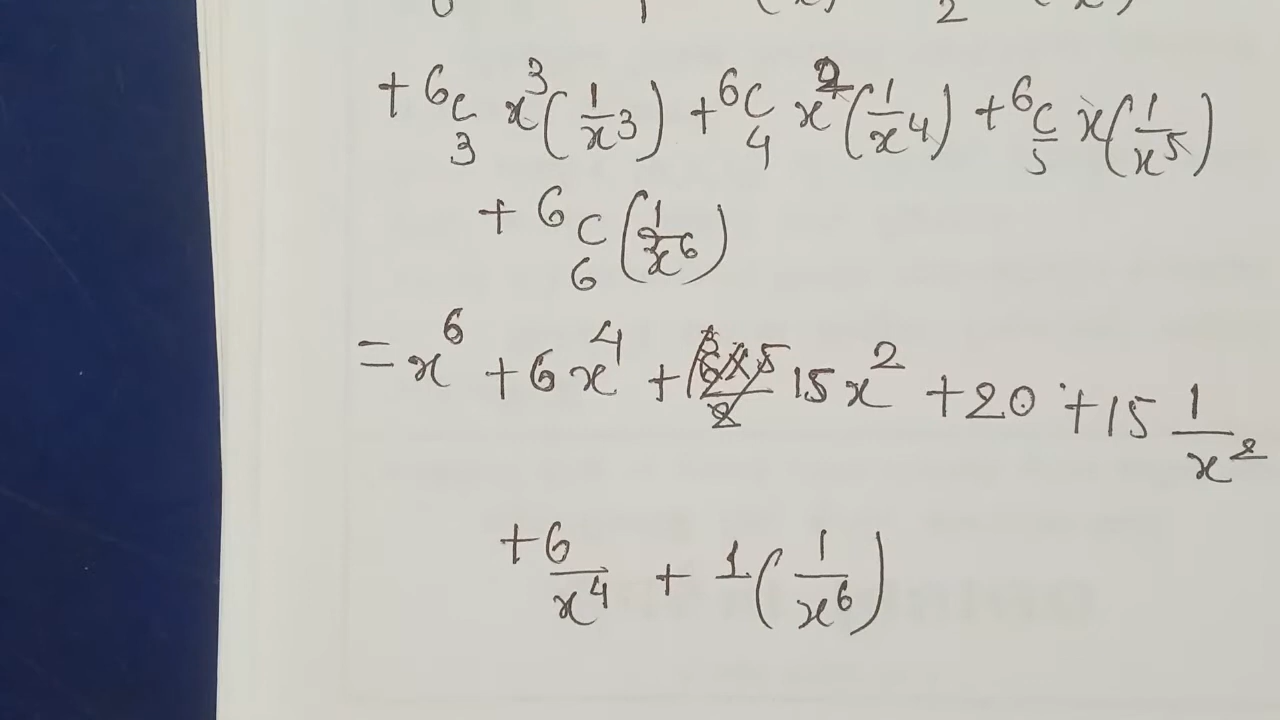 + ⁶C₃ x³(1/x³) + ⁶C₄ x²(1/x⁴) + ⁶C₅ x(1/x⁵)
+ ⁶C₆ (1/x⁶)
= x⁶ + 6x⁴ + 15x² + 20 + 15 1/x²
+ 6/x⁴ + 1(1/x⁶)